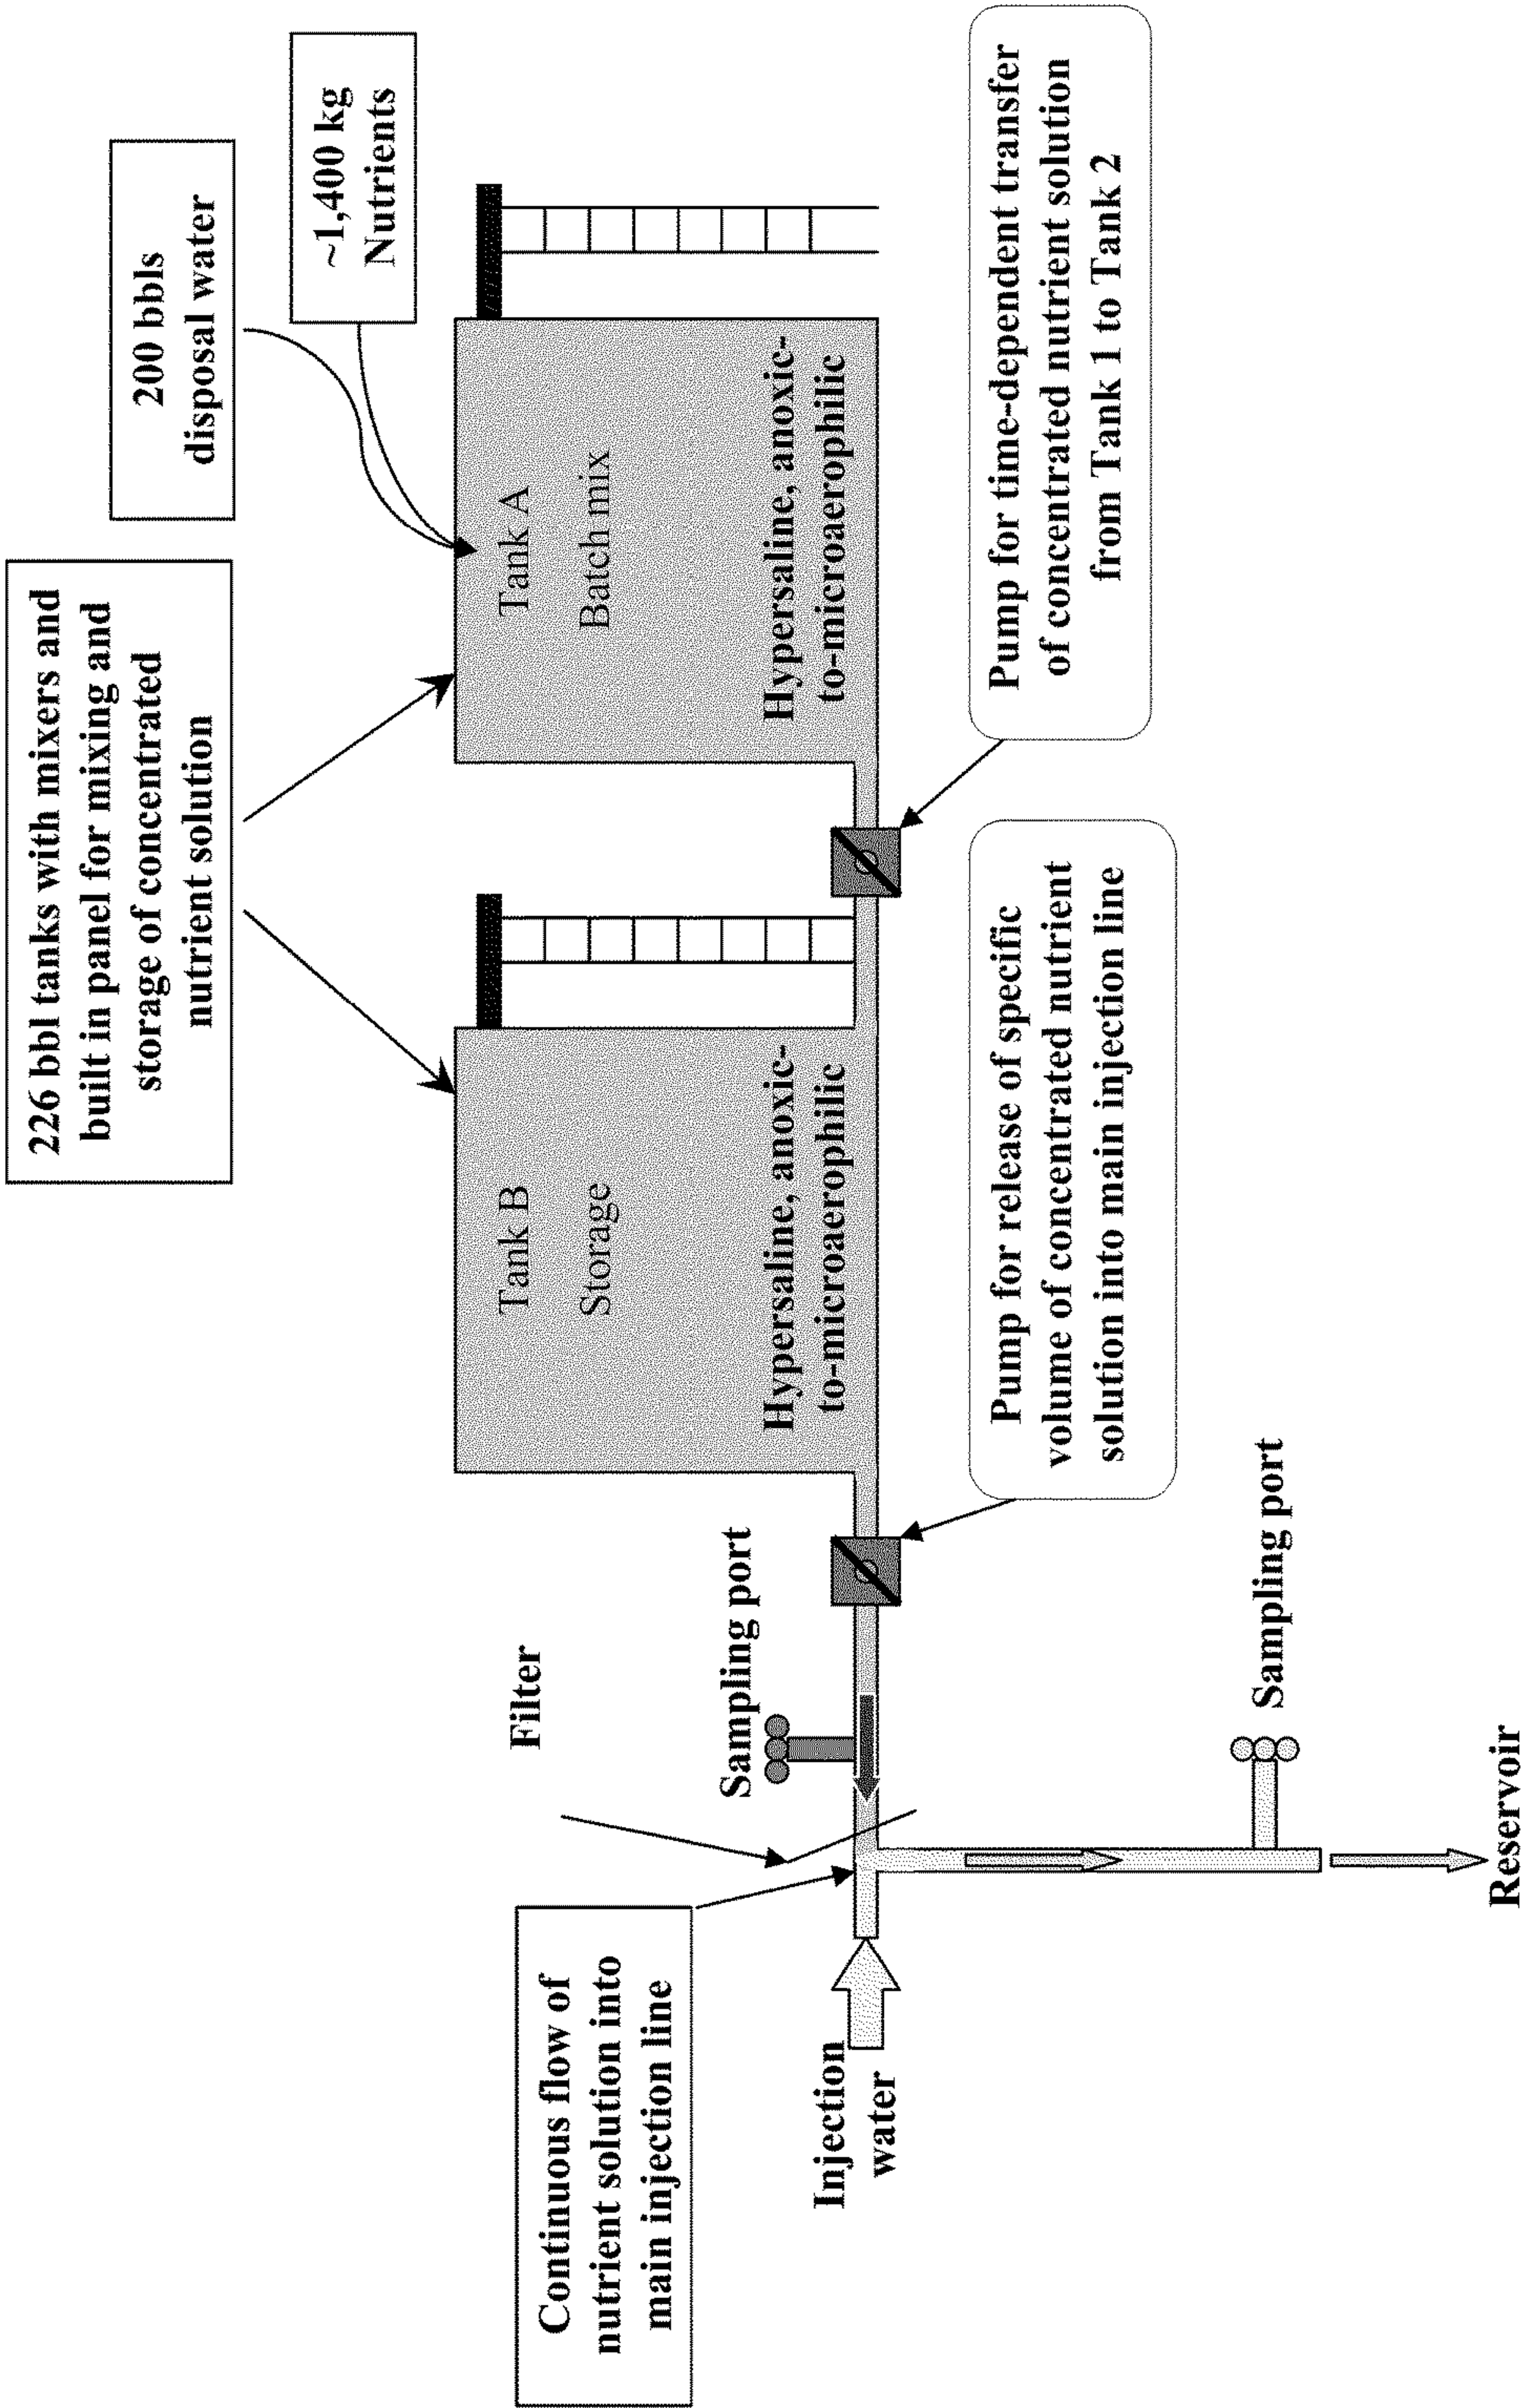 226 bbl tanks with mixers and
built in panel for mixing and
storage of concentrated
nutrient solution
200 bbls
disposal water
~1,400 kg
Nutrients
Tank B
Storage
Hypersaline, anoxic-
to-microaerophilic
Tank A
Batch mix
Hypersaline, anoxic-
to-microaerophilic
Filter
Sampling port
Continuous flow of
nutrient solution into
main injection line
Injection
water
Pump for release of specific
volume of concentrated nutrient
solution into main injection line
Pump for time-dependent transfer
of concentrated nutrient solution
from Tank 1 to Tank 2
Sampling port
Reservoir